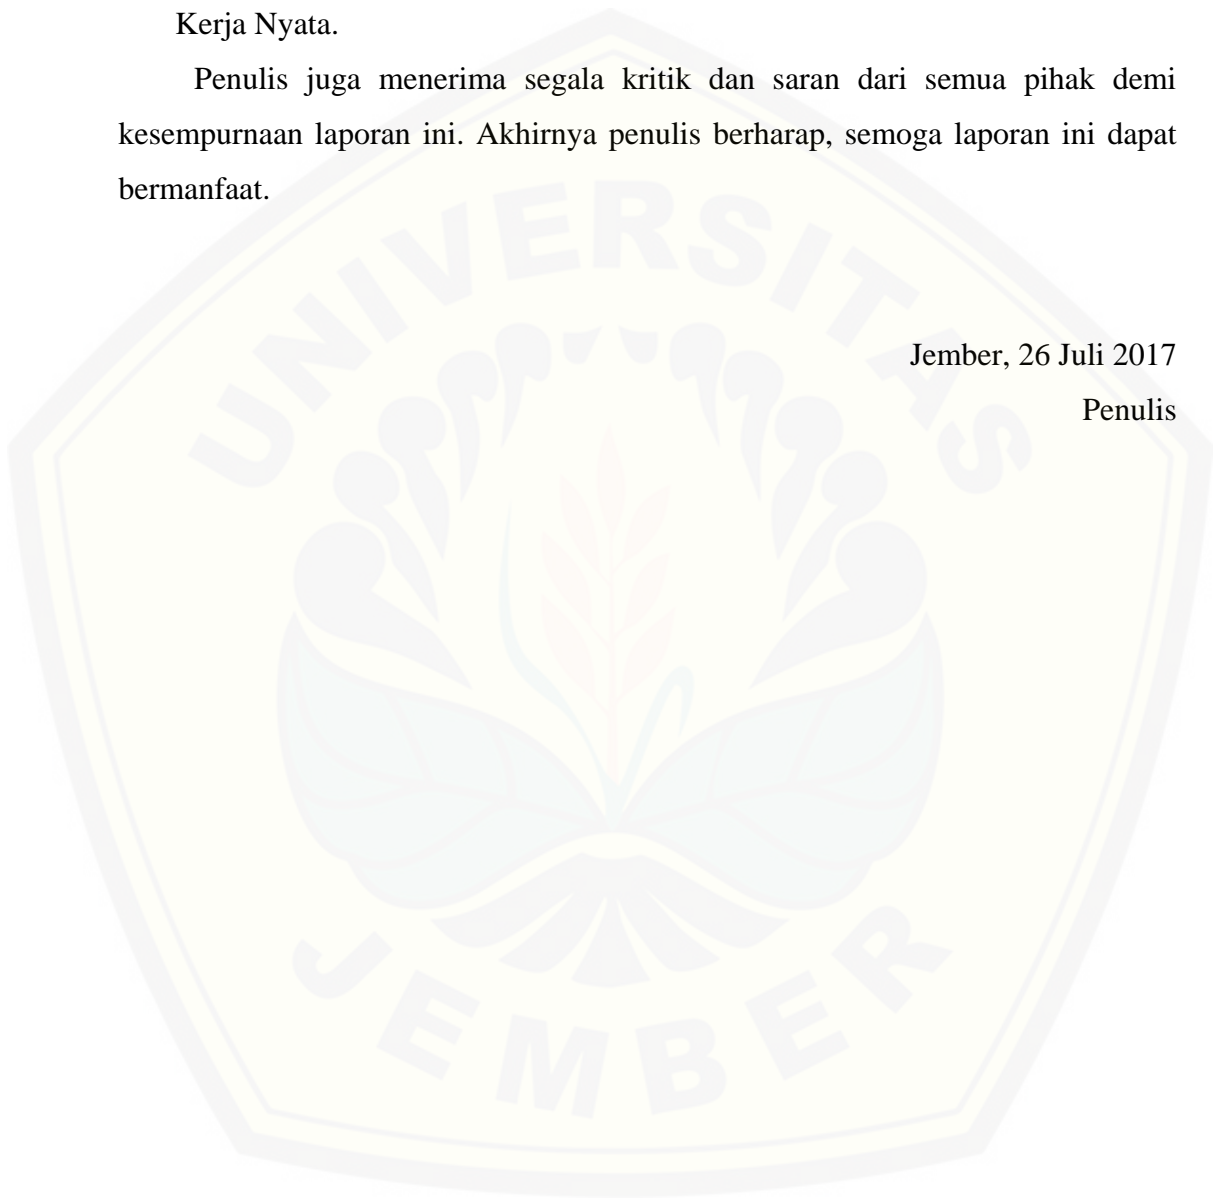 Kerja Nyata.
Penulis juga menerima segala kritik dan saran dari semua pihak demi
kesempurnaan laporan ini. Akhirnya penulis berharap, semoga laporan ini dapat
bermanfaat.
UNIVERSITAS
Jember, 26 Juli 2017
Penulis
JEMBER